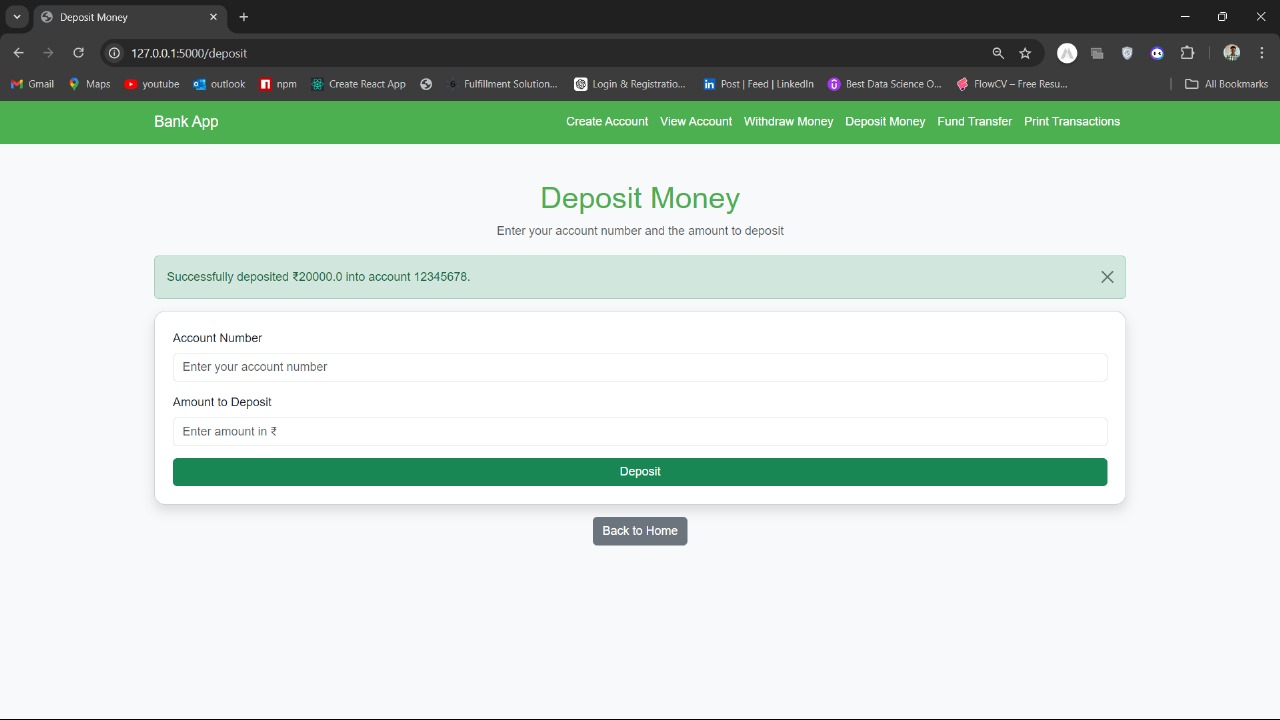 Deposit Money
127.0.0.1:5000/deposit
Gmail Maps youtube outlook npm Create React App Fulfillment Solution... Login & Registratio... Post | Feed | LinkedIn Best Data Science O... FlowCV – Free Resu... All Bookmarks
Bank App Create Account View Account Withdraw Money Deposit Money Fund Transfer Print Transactions
Deposit Money
Enter your account number and the amount to deposit
Successfully deposited ₹20000.0 into account 12345678.
Account Number
Enter your account number
Amount to Deposit
Enter amount in ₹
Deposit
Back to Home